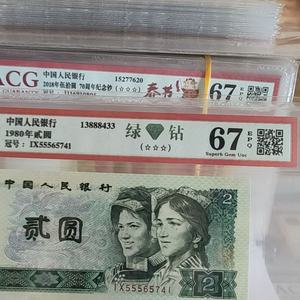 ACG
GUARANTY
中国人民银行
2018年伍拾圆 70周年纪念钞
15277620
(☆☆☆)
67 EPQ
中国人民银行
1980年贰圆
冠号：IX55565741
13888433
绿 钻
(☆☆☆)
67 EPQ
Superb Gem Unc
中国人民银行
贰圆
2
IX55565741
2